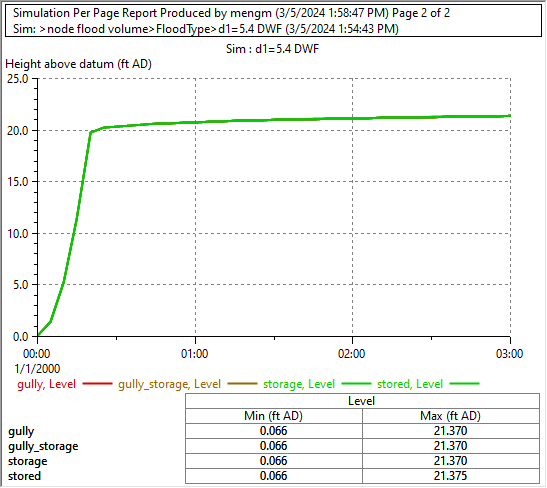 Simulation Per Page Report Produced by mengm (3/5/2024 1:58:47 PM) Page 2 of 2
Sim: >node flood volume>FloodType>d1=5.4 DWF (3/5/2024 1:54:43 PM)
Sim : d1=5.4 DWF
Height above datum (ft AD)
25.0
20.0
15.0
10.0
5.0
0.0
00:00 01:00 02:00 03:00
1/1/2000
gully, Level gully_storage, Level storage, Level stored, Level
Level
Min (ft AD) Max (ft AD)
gully 0.066 21.370
gully_storage 0.066 21.370
storage 0.066 21.370
stored 0.066 21.375